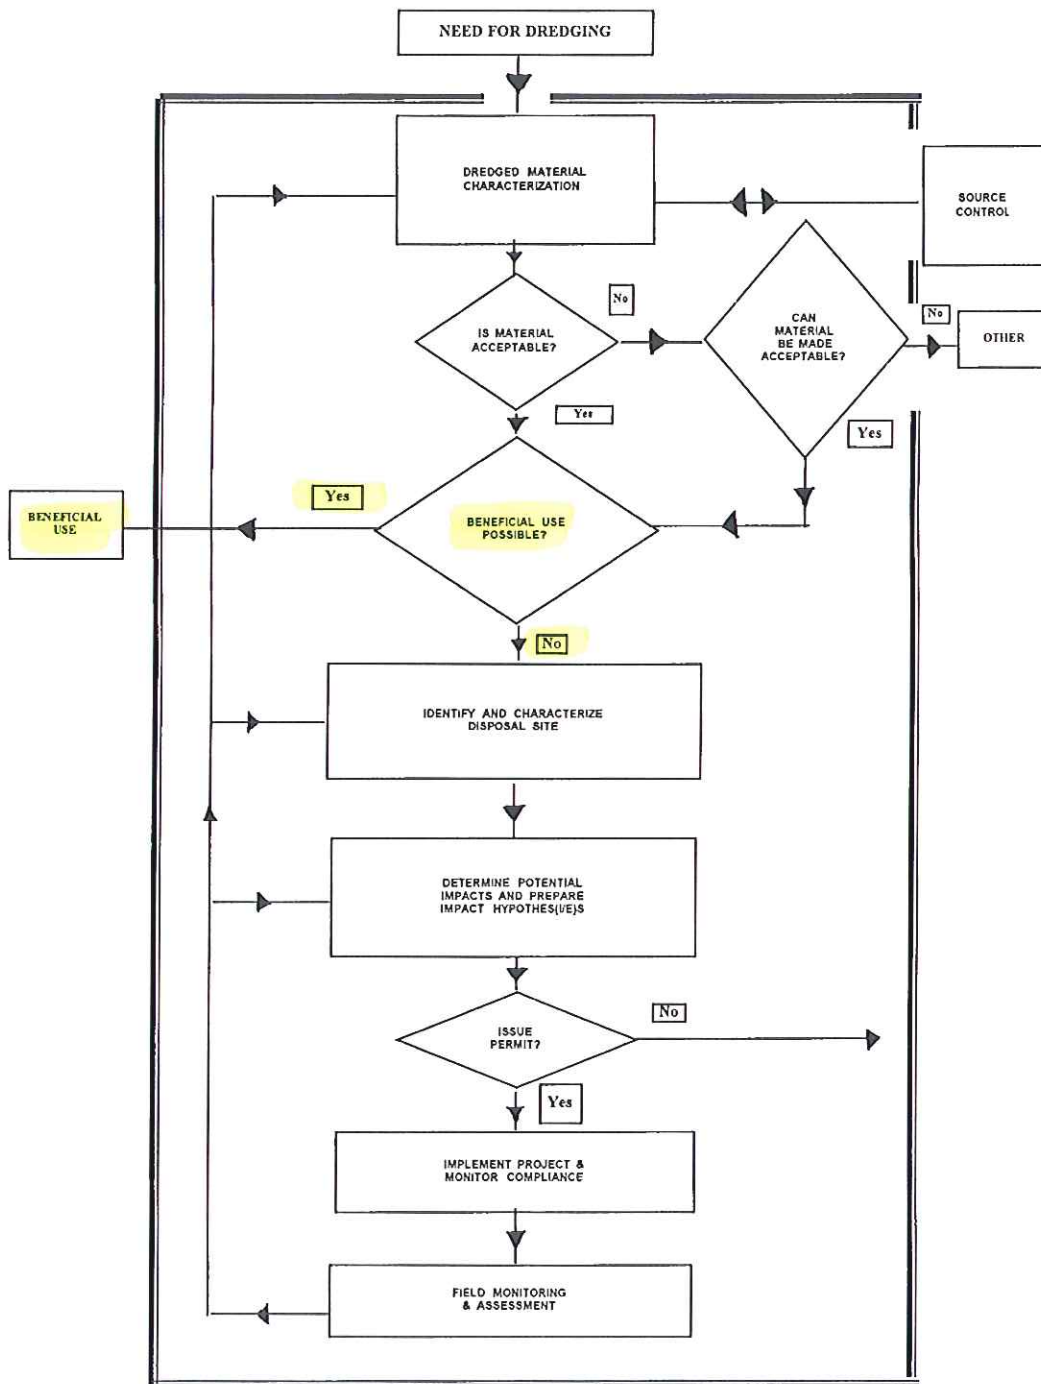 NEED FOR DREDGING
DREDGED MATERIAL
CHARACTERIZATION
SOURCE
CONTROL
No
IS MATERIAL
ACCEPTABLE?
CAN
MATERIAL
BE MADE
ACCEPTABLE?
No
OTHER
Yes
Yes
Yes
BENEFICIAL
USE
BENEFICIAL USE
POSSIBLE?
No
IDENTIFY AND CHARACTERIZE
DISPOSAL SITE
DETERMINE POTENTIAL
IMPACTS AND PREPARE
IMPACT HYPOTHES(I/E)S
No
ISSUE
PERMIT?
Yes
IMPLEMENT PROJECT &
MONITOR COMPLIANCE
FIELD MONITORING
& ASSESSMENT